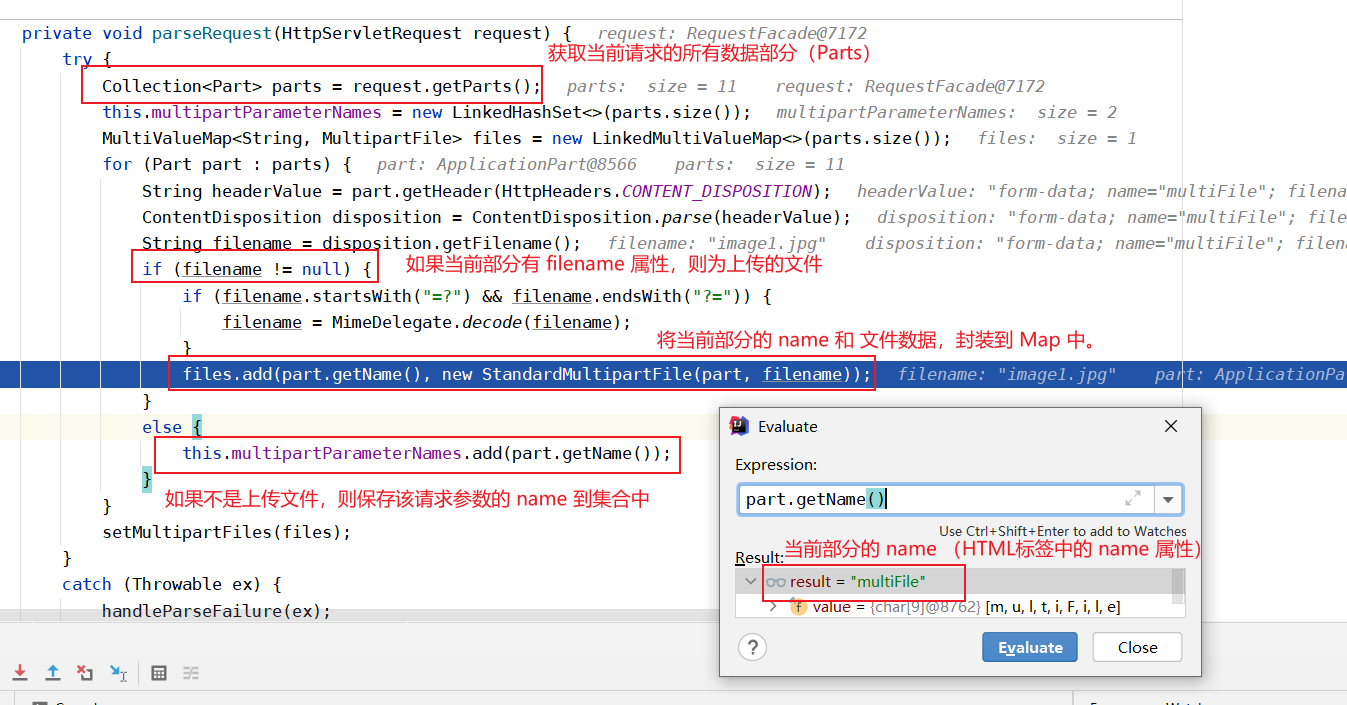 private void parseRequest(HttpServletRequest request) {  request: RequestFacade@7172
try {
获取当前请求的所有数据部分（Parts）
Collection<Part> parts = request.getParts();  parts:  size = 11  request: RequestFacade@7172
this.multipartParameterNames = new LinkedHashSet<>(parts.size());  multipartParameterNames:  size = 2
MultiValueMap<String, MultipartFile> files = new LinkedMultiValueMap<>(parts.size());  files:  size = 1
for (Part part : parts) {  part: ApplicationPart@8566  parts:  size = 11
String headerValue = part.getHeader(HttpHeaders.CONTENT_DISPOSITION);  headerValue: "form-data; name="multiFile"; filena
ContentDisposition disposition = ContentDisposition.parse(headerValue);  disposition: "form-data; name="multiFile"; file
String filename = disposition.getFilename();  filename: "image1.jpg"  disposition: "form-data; name="multiFile"; filena
if (filename != null) {
如果当前部分有 filename 属性，则为上传的文件
if (filename.startsWith("=?") && filename.endsWith("?=")) {
filename = MimeDelegate.decode(filename);
}
将当前部分的 name 和 文件数据，封装到 Map 中。
files.add(part.getName(), new StandardMultipartFile(part, filename));  filename: "image1.jpg"  part: ApplicationPa
}
else {
this.multipartParameterNames.add(part.getName());
}
如果不是上传文件，则保存该请求参数的 name 到集合中
}
setMultipartFiles(files);
}
catch (Throwable ex) {
handleParseFailure(ex);
Evaluate
Expression:
part.getName()
Use Ctrl+Shift+Enter to add to Watches
Result:
当前部分的 name （HTML标签中的 name 属性）
result = "multiFile"
f value = {char[9]@8762} [m, u, l, t, i, F, i, l, e]
?
Evaluate
Close